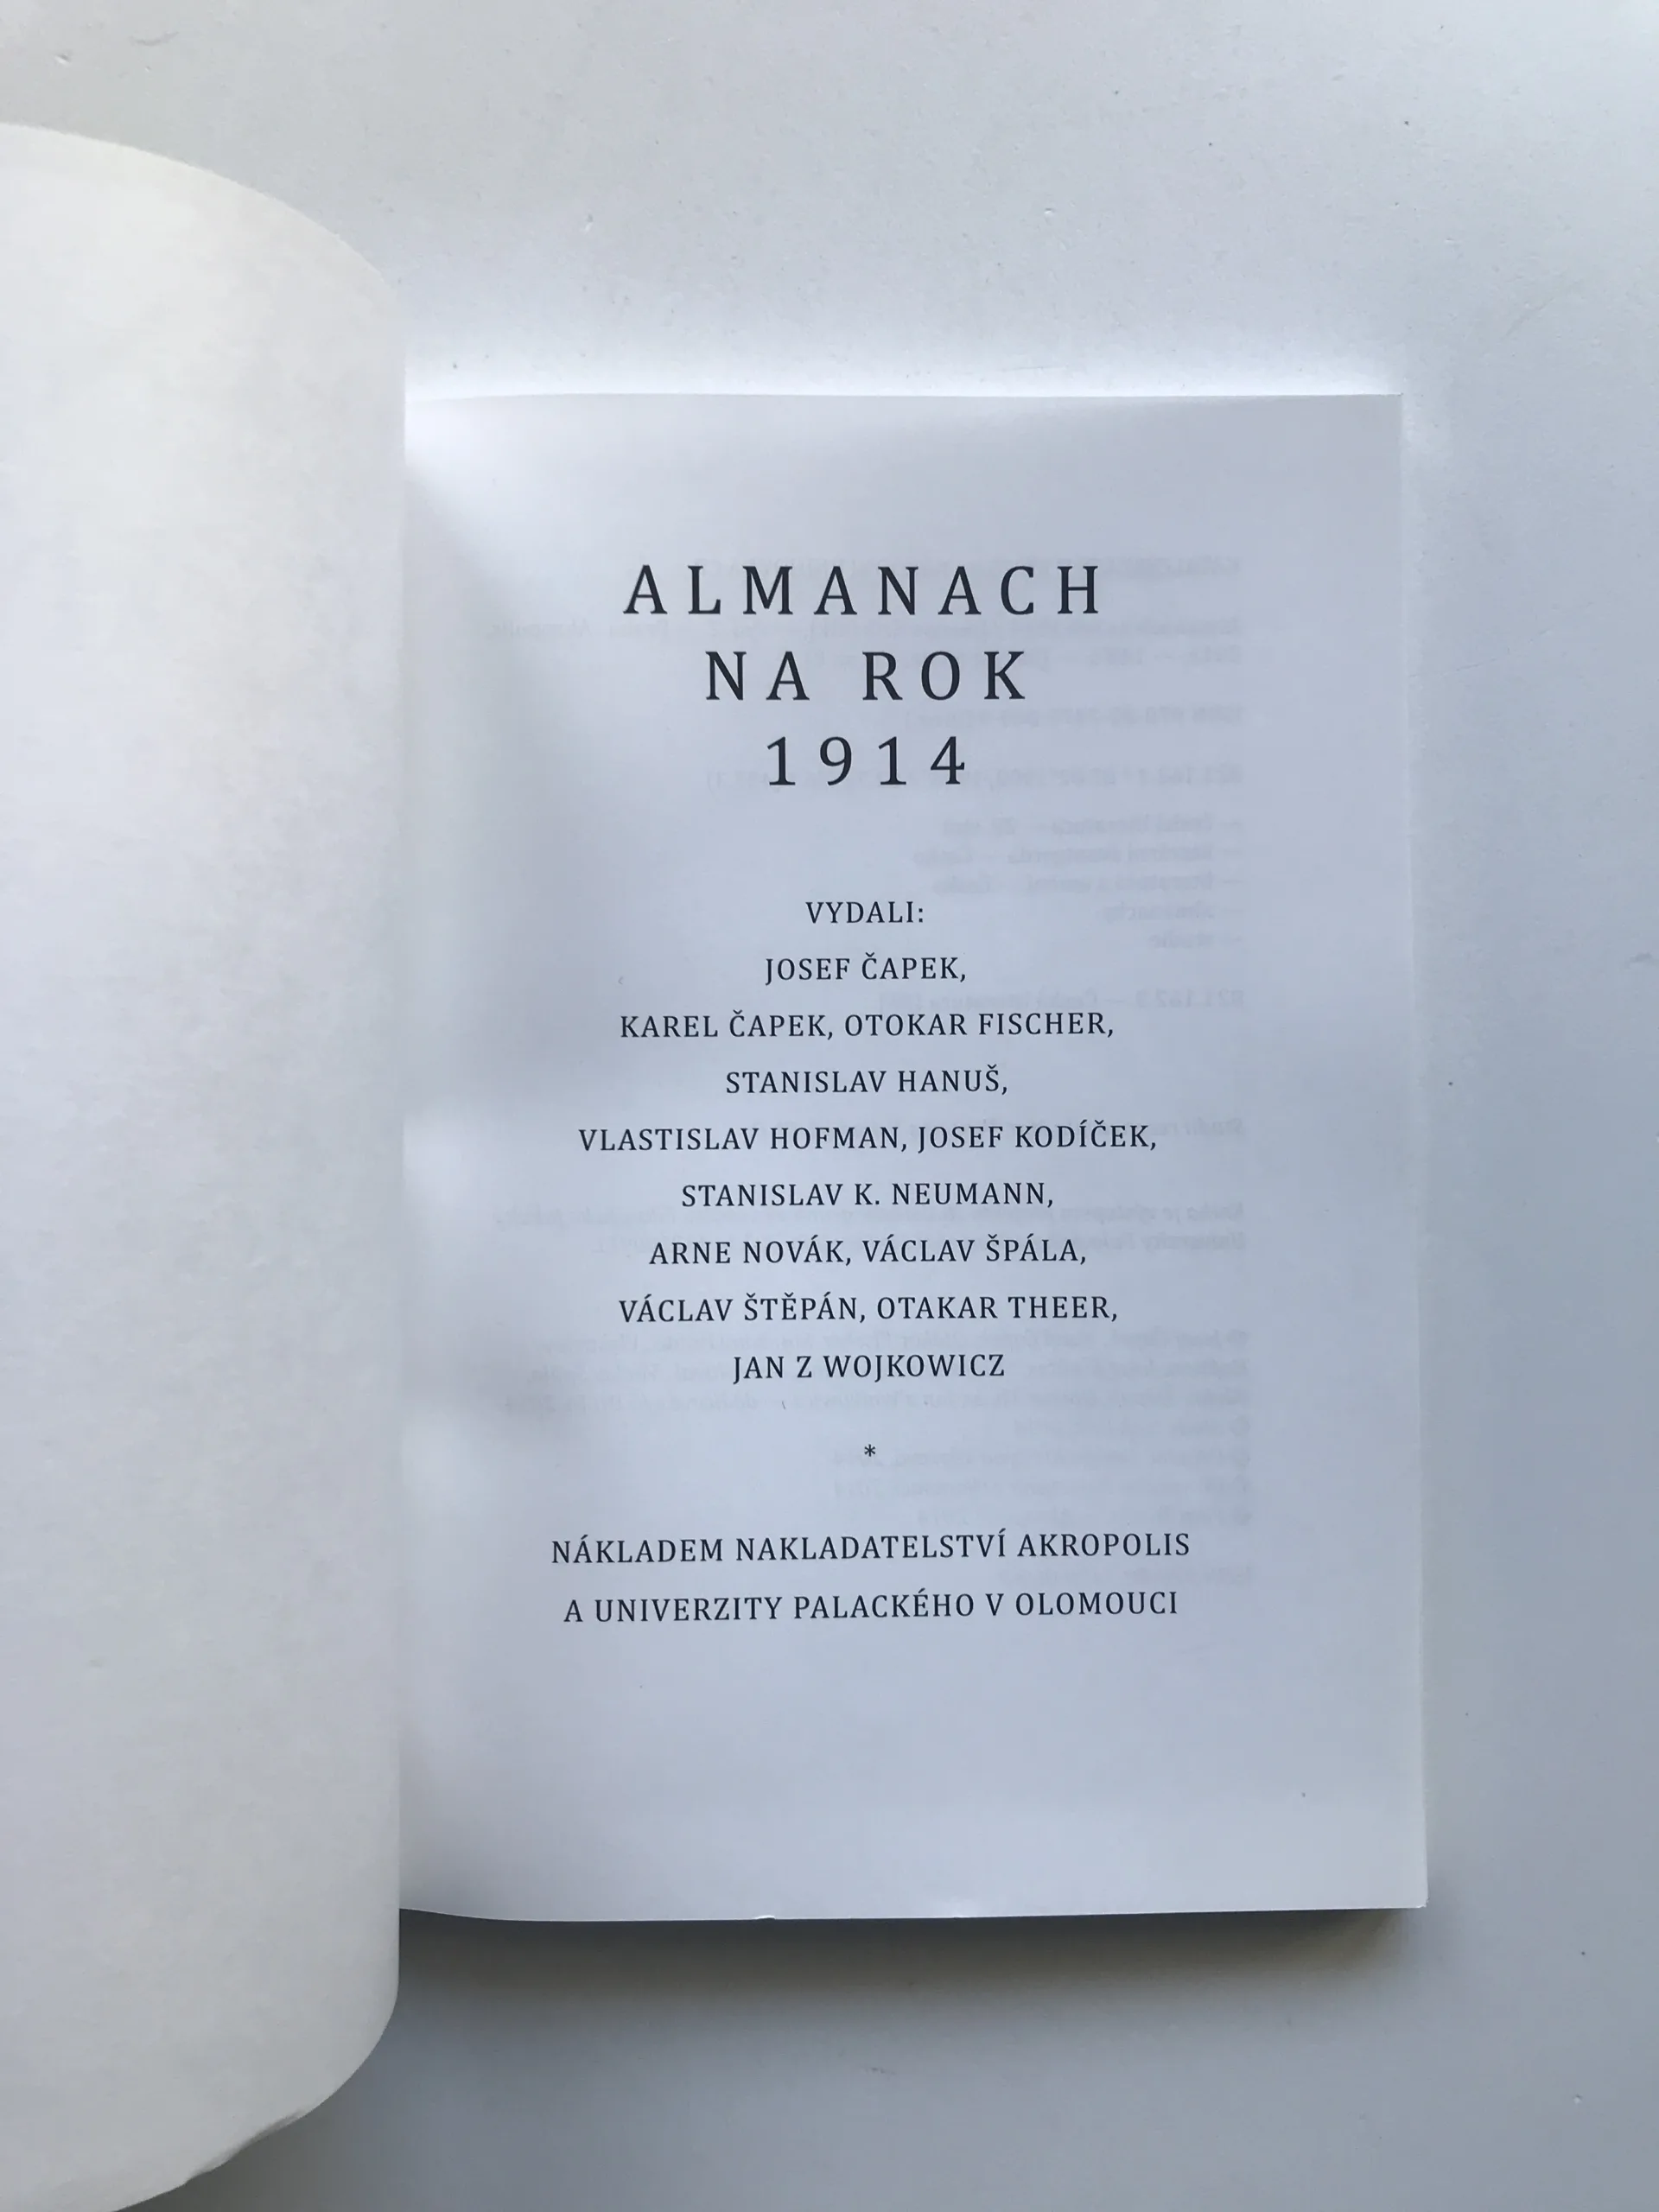 ALMANACH
NA ROK
1914
VYDALI:
JOSEF ČAPEK,
KAREL ČAPEK, OTOKAR FISCHER,
STANISLAV HANUŠ,
VLASTISLAV HOFMAN, JOSEF KODÍČEK,
STANISLAV K. NEUMANN,
ARNE NOVÁK, VÁCLAV ŠPÁLA,
VÁCLAV ŠTĚPÁN, OTAKAR THEER,
JAN Z WOJKOWICZ
*
NÁKLADEM NAKLADATELSTVÍ AKROPOLIS
A UNIVERZITY PALACKÉHO V OLOMOUCI